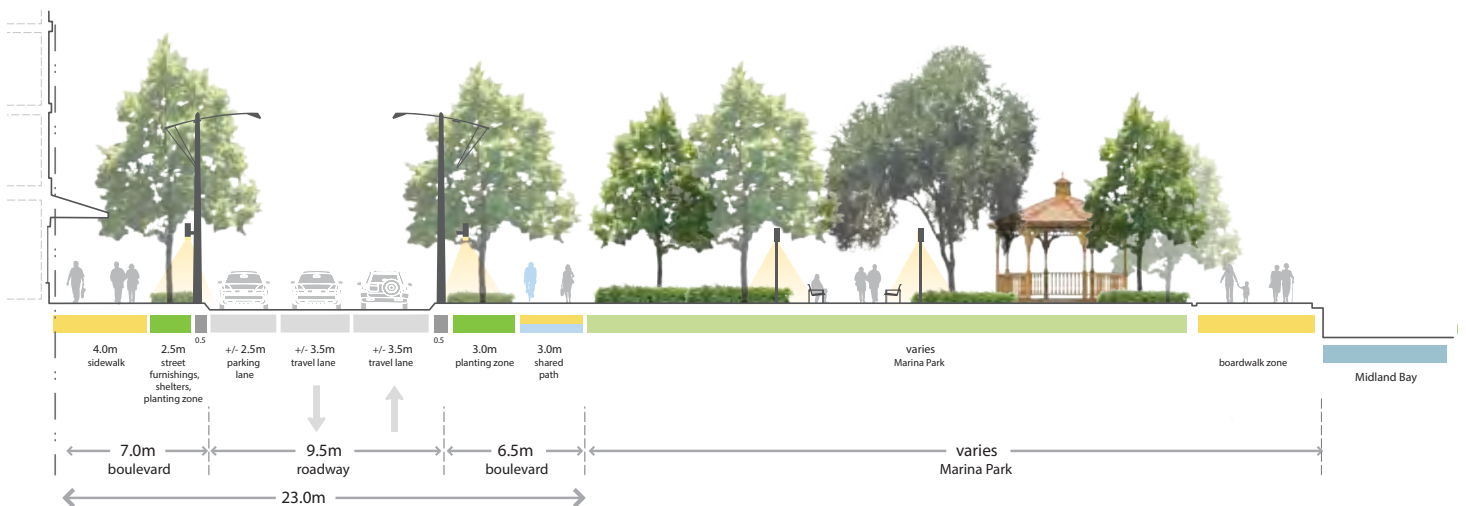 4.0m
sidewalk
2.5m
street
furnishings,
shelters,
planting zone
0.5
+/- 2.5m
parking
lane
+/- 3.5m
travel lane
+/- 3.5m
travel lane
0.5
3.0m
planting zone
3.0m
shared
path
varies
Marina Park
boardwalk zone
Midland Bay
7.0m
boulevard
9.5m
roadway
6.5m
boulevard
varies
Marina Park
23.0m